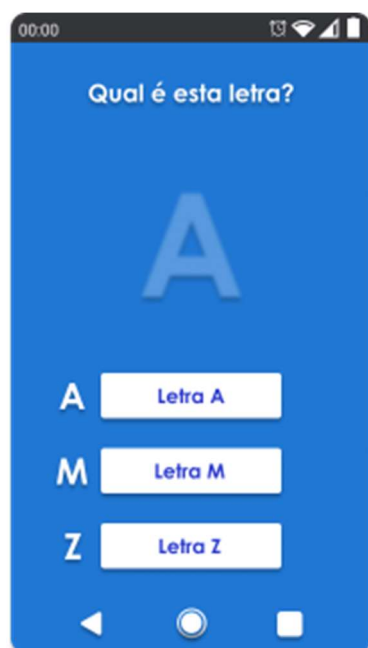 00:00
Qual é esta letra?
A
A Letra A
M Letra M
Z Letra Z